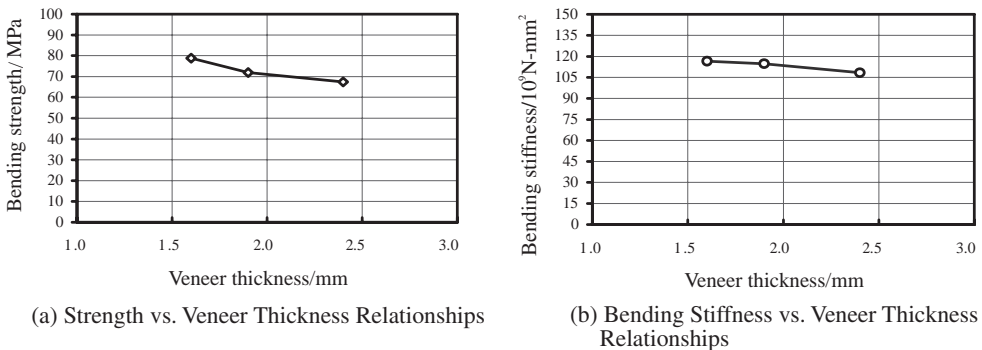 100
90
80
70
60
50
40
30
20
10
0
Bending strength/ MPa
1.0 1.5 2.0 2.5 3.0
Veneer thickness/mm
(a) Strength vs. Veneer Thickness Relationships
150
135
120
105
90
75
60
45
30
15
0
Bending stiffness/10⁹N-mm²
1.0 1.5 2.0 2.5 3.0
Veneer thickness/mm
(b) Bending Stiffness vs. Veneer Thickness
Relationships